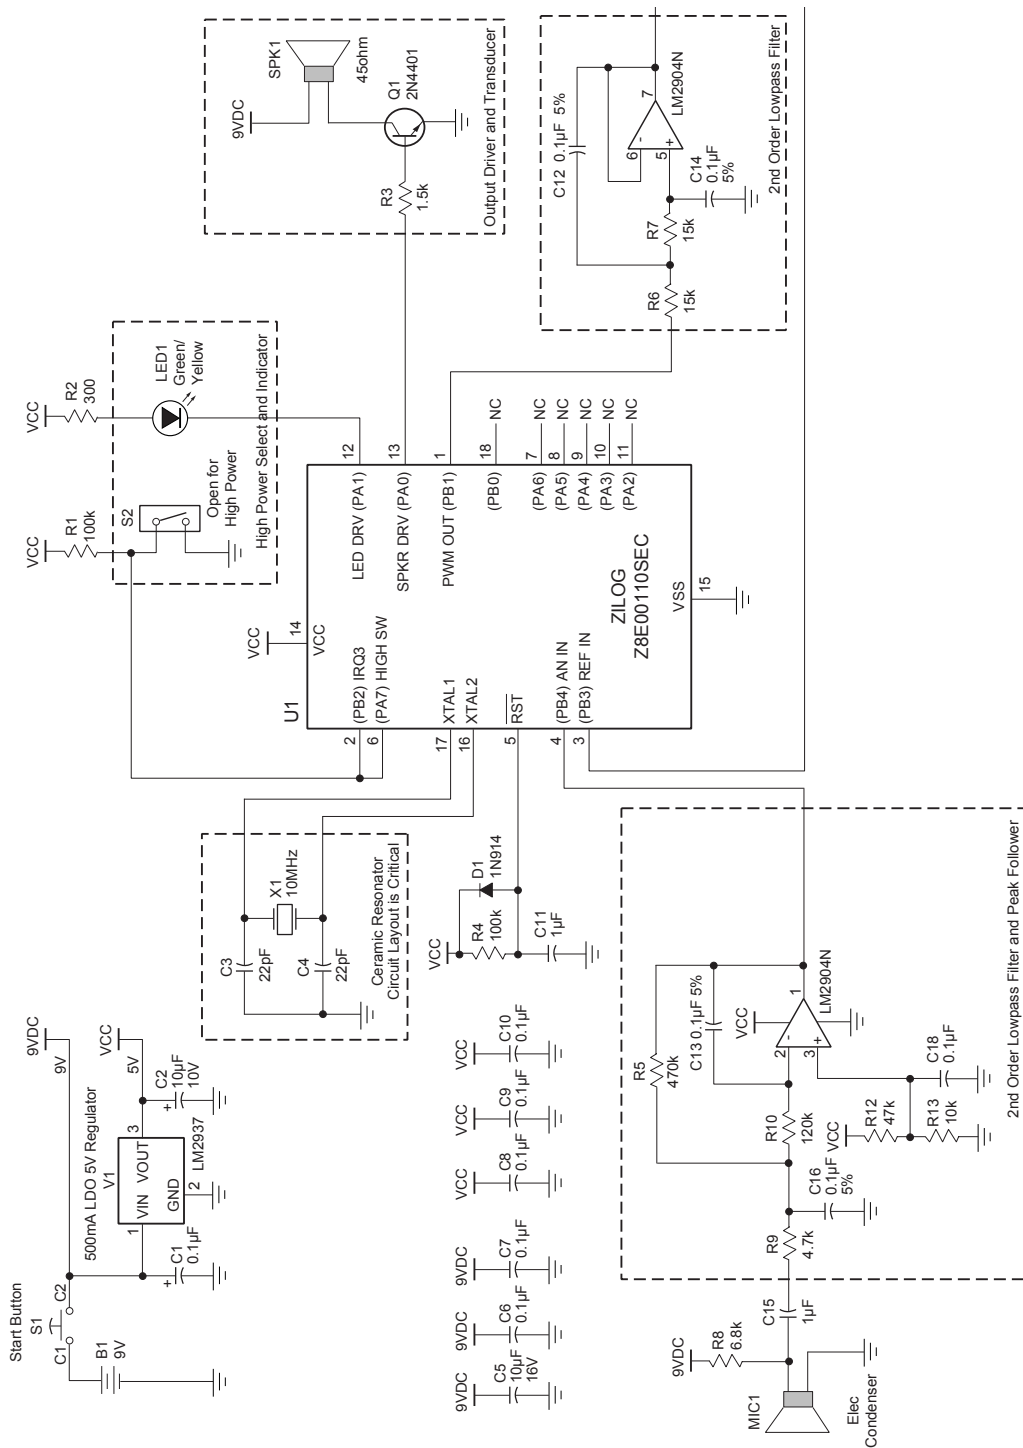 Start Button
S1
C1
C2
B1
9V
9VDC
9V
500mA LDO 5V Regulator
V1
VIN VOUT
GND
1
3
2
LM2937
+
C1
0.1µF
VCC
5V
+
C2
10µF
10V
C3
22pF
C4
22pF
X1
10MHz
Ceramic Resonator
Circuit Layout is Critical
VCC
R1
100k
S2
Open for
High Power
VCC
R2
300
LED1
Green/
Yellow
High Power Select and Indicator
9VDC
SPK1
45ohm
Q1
2N4401
R3
1.5k
Output Driver and Transducer
VCC
14
VCC
U1
2
(PB2) IRQ3
6
(PA7) HIGH SW
17
XTAL1
16
XTAL2
5
RST
4
(PB4) AN IN
3
(PB3) REF IN
LED DRV (PA1)
12
SPKR DRV (PA0)
13
PWM OUT (PB1)
1
(PB0)
18
NC
(PA6)
7
NC
(PA5)
8
NC
(PA4)
9
NC
(PA3)
10
NC
(PA2)
11
NC
ZILOG
Z8E00110SEC
VSS
15
9VDC
C5
10µF
16V
9VDC
C6
0.1µF
9VDC
C7
0.1µF
VCC
C8
0.1µF
VCC
C9
0.1µF
VCC
C10
0.1µF
VCC
R4
100k
D1
1N914
C11
1µF
C12 0.1µF 5%
6
-
5
+
7
LM2904N
C14
0.1µF
5%
R6
15k
R7
15k
2nd Order Lowpass Filter
9VDC
R8
6.8k
MIC1
Elec
Condenser
C15
1µF
R9
4.7k
C16
0.1µF
5%
R5
470k
R10
120k
C13 0.1µF 5%
VCC
2
-
3
+
1
LM2904N
VCC
R12
47k
R13
10k
C18
0.1µF
2nd Order Lowpass Filter and Peak Follower